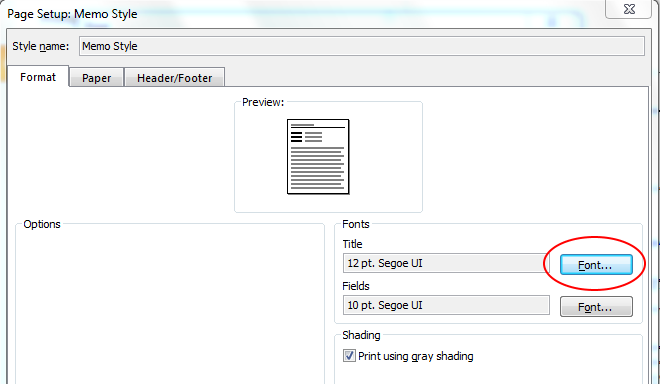 Page Setup: Memo Style
Style name: Memo Style
Format Paper Header/Footer
Preview:
Options
Fonts
Title
12 pt. Segoe UI Font...
Fields
10 pt. Segoe UI Font...
Shading
Print using gray shading